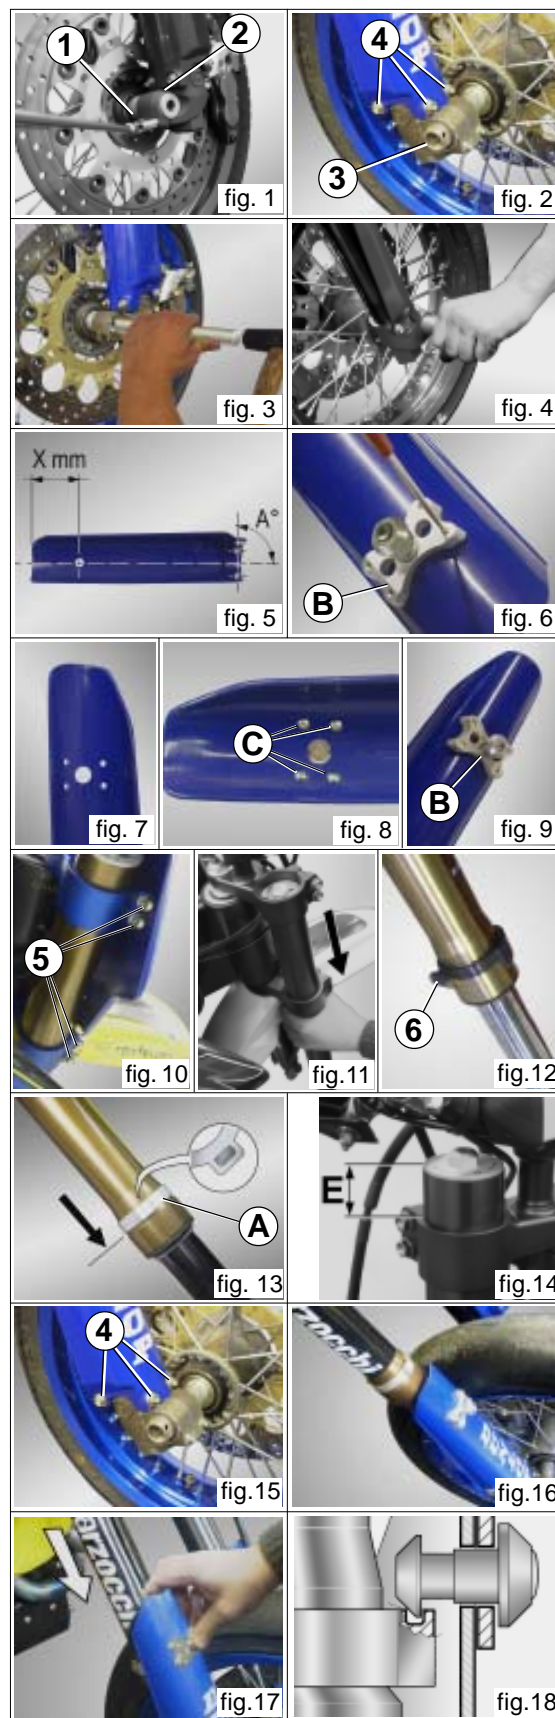 1
2
fig. 1
4
3
fig. 2
fig. 3
fig. 4
X mm
A°
fig. 5
B
fig. 6
fig. 7
C
fig. 8
B
fig. 9
5
fig. 10
fig.11
6
fig.12
A
fig. 13
E
fig.14
4
fig.15
zocchi
fig.16
erzocchi
fig.17
fig.18